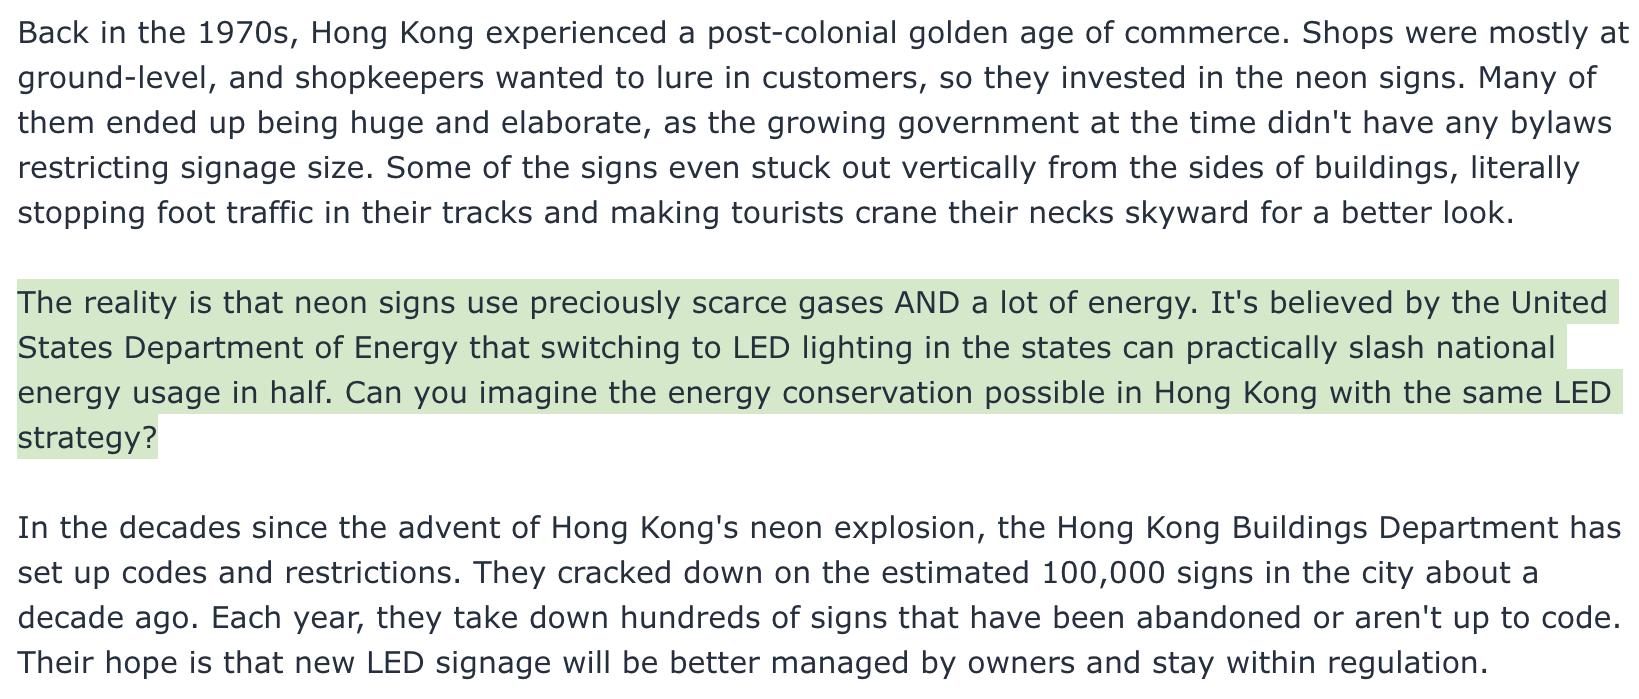 Back in the 1970s, Hong Kong experienced a post-colonial golden age of commerce. Shops were mostly at
ground-level, and shopkeepers wanted to lure in customers, so they invested in the neon signs. Many of
them ended up being huge and elaborate, as the growing government at the time didn't have any bylaws
restricting signage size. Some of the signs even stuck out vertically from the sides of buildings, literally
stopping foot traffic in their tracks and making tourists crane their necks skyward for a better look.
The reality is that neon signs use preciously scarce gases AND a lot of energy. It's believed by the United
States Department of Energy that switching to LED lighting in the states can practically slash national
energy usage in half. Can you imagine the energy conservation possible in Hong Kong with the same LED
strategy?
In the decades since the advent of Hong Kong's neon explosion, the Hong Kong Buildings Department has
set up codes and restrictions. They cracked down on the estimated 100,000 signs in the city about a
decade ago. Each year, they take down hundreds of signs that have been abandoned or aren't up to code.
Their hope is that new LED signage will be better managed by owners and stay within regulation.